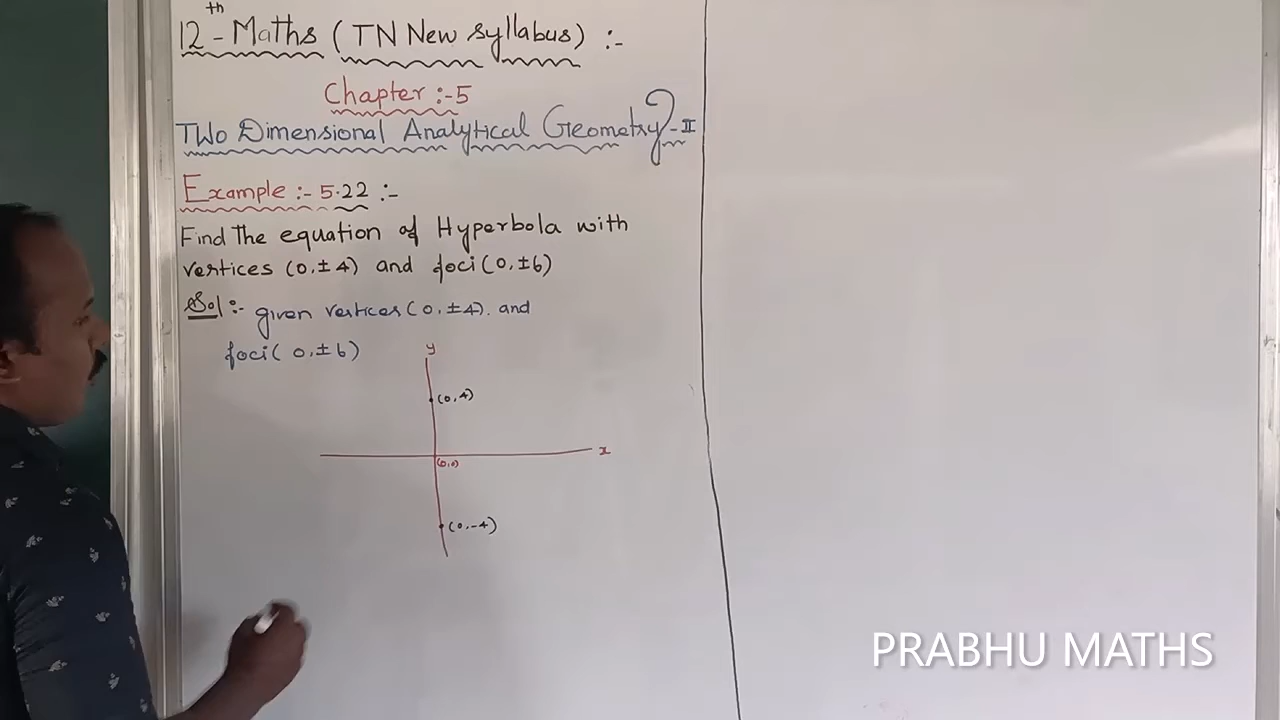 12th - Maths (TN New Syllabus) :-
Chapter :- 5
Two Dimensional Analytical Geometry - II
Example :- 5.22 :-
Find The equation of Hyperbola with
vertices (0, ±4) and foci (0, ±6)
Sol :- given vertices (0, ±4). and
foci (0, ±6)
y
(0, 4)
x
(0,0)
(0, -4)
PRABHU MATHS